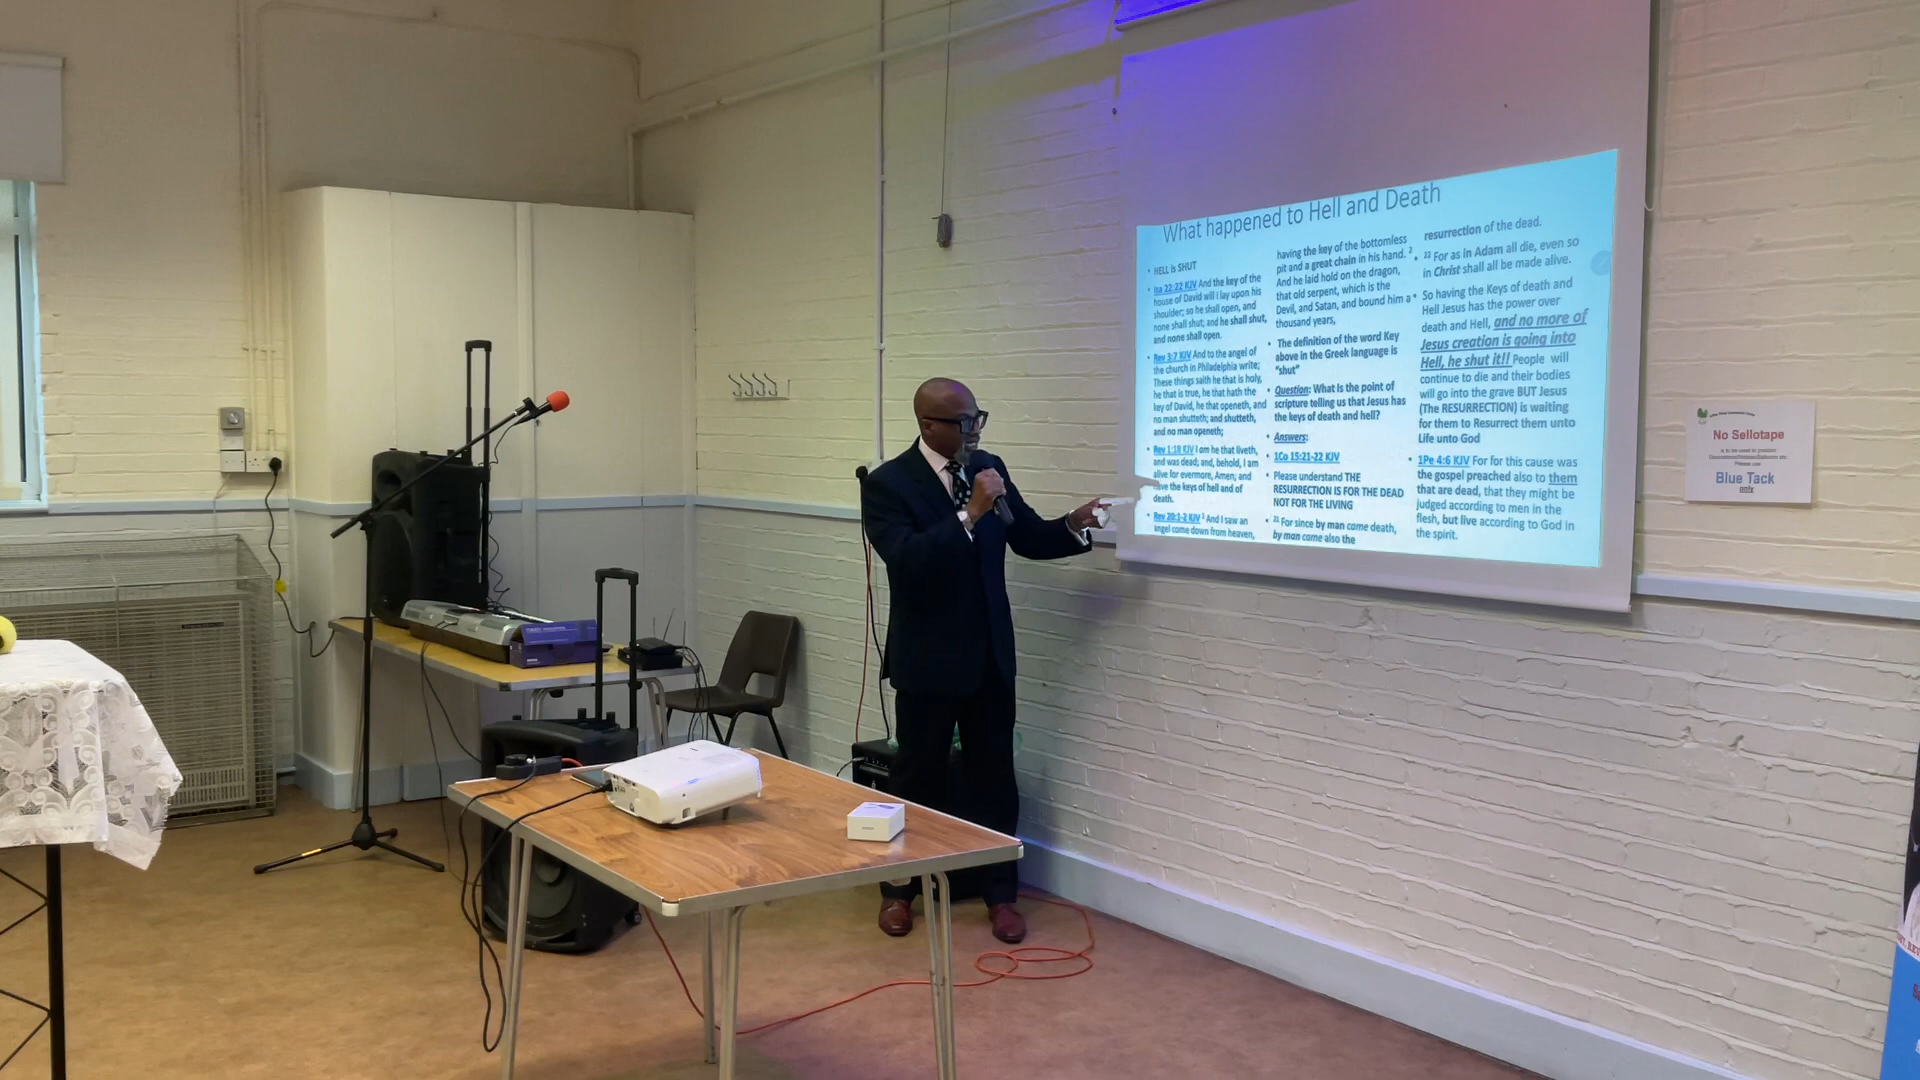 What happened to Hell and Death
• HELL is SHUT
• Isa 22:22 KJV And the key of the
house of David will I lay upon his
shoulder; so he shall open, and
none shall shut; and he shall shut,
and none shall open.
• Rev 3:7 KJV And to the angel of
the church in Philadelphia write;
These things saith he that is holy,
he that is true, he that hath the
key of David, he that openeth, and
no man shutteth; and shutteth,
and no man openeth;
• Rev 1:18 KJV I am he that liveth,
and was dead; and, behold, I am
alive for evermore, Amen; and
have the keys of hell and of
death.
• Rev 20:1-2 KJV 1 And I saw an
angel come down from heaven,
having the key of the bottomless
pit and a great chain in his hand. 2
And he laid hold on the dragon,
that old serpent, which is the
Devil, and Satan, and bound him a
thousand years,
• The definition of the word Key
above in the Greek language is
"shut"
• Question: What is the point of
scripture telling us that Jesus has
the keys of death and hell?
• Answers:
• 1Co 15:21-22 KJV
• Please understand THE
RESURRECTION IS FOR THE DEAD
NOT FOR THE LIVING
• 21 For since by man came death,
by man came also the
resurrection of the dead.
• 22 For as in Adam all die, even so
in Christ shall all be made alive.
• So having the Keys of death and
Hell Jesus has the power over
death and Hell, and no more of
Jesus creation is going into
Hell, he shut it!! People will
continue to die and their bodies
will go into the grave BUT Jesus
(The RESURRECTION) is waiting
for them to Resurrect them unto
Life unto God
• 1Pe 4:6 KJV For for this cause was
the gospel preached also to them
that are dead, that they might be
judged according to men in the
flesh, but live according to God in
the spirit.
No Sellotape
Please use
Blue Tack
only